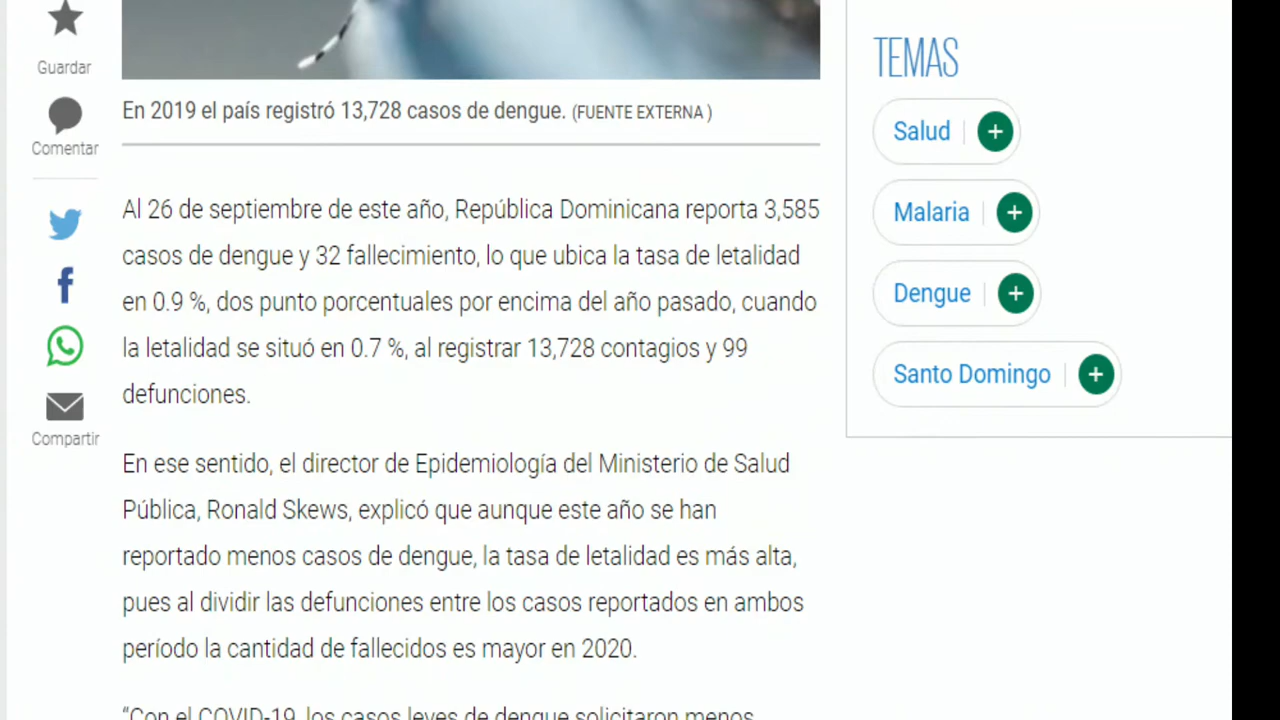 Guardar
Comentar
Compartir
En 2019 el país registró 13,728 casos de dengue. (FUENTE EXTERNA )
Al 26 de septiembre de este año, República Dominicana reporta 3,585
casos de dengue y 32 fallecimiento, lo que ubica la tasa de letalidad
en 0.9 %, dos punto porcentuales por encima del año pasado, cuando
la letalidad se situó en 0.7 %, al registrar 13,728 contagios y 99
defunciones.
En ese sentido, el director de Epidemiología del Ministerio de Salud
Pública, Ronald Skews, explicó que aunque este año se han
reportado menos casos de dengue, la tasa de letalidad es más alta,
pues al dividir las defunciones entre los casos reportados en ambos
período la cantidad de fallecidos es mayor en 2020.
“Con el COVID-19, los casos leves de dengue solicitaron menos
TEMAS
Salud +
Malaria +
Dengue +
Santo Domingo +